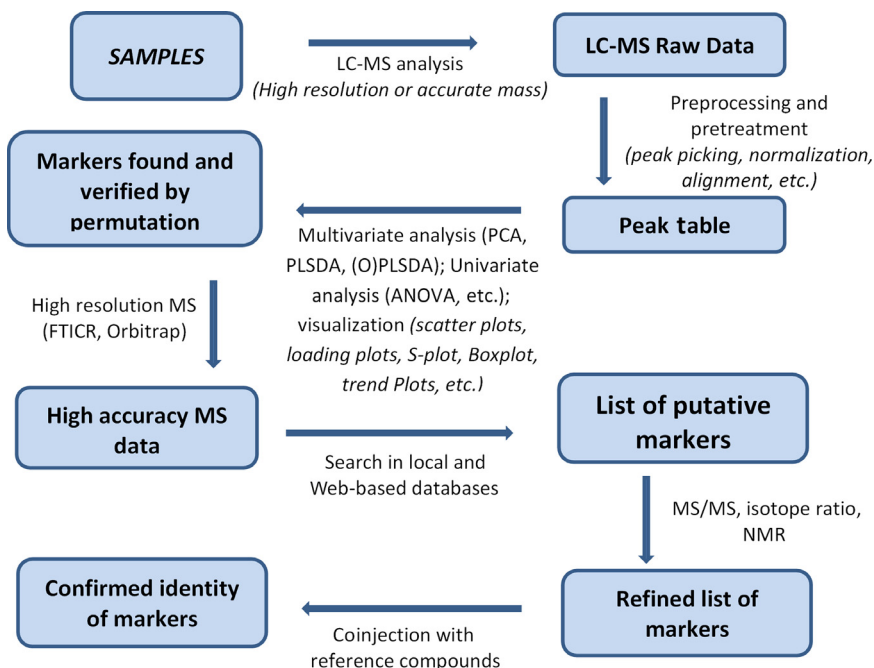 SAMPLES
LC-MS analysis
(High resolution or accurate mass)
LC-MS Raw Data
Preprocessing and
pretreatment
(peak picking, normalization,
alignment, etc.)
Peak table
Multivariate analysis (PCA,
PLSDA, (O)PLSDA); Univariate
analysis (ANOVA, etc.);
visualization (scatter plots,
loading plots, S-plot, Boxplot,
trend Plots, etc.)
Markers found and
verified by
permutation
High resolution MS
(FTICR, Orbitrap)
High accuracy MS
data
Search in local and
Web-based databases
List of putative
markers
MS/MS, isotope ratio,
NMR
Refined list of
markers
Coinjection with
reference compounds
Confirmed identity
of markers